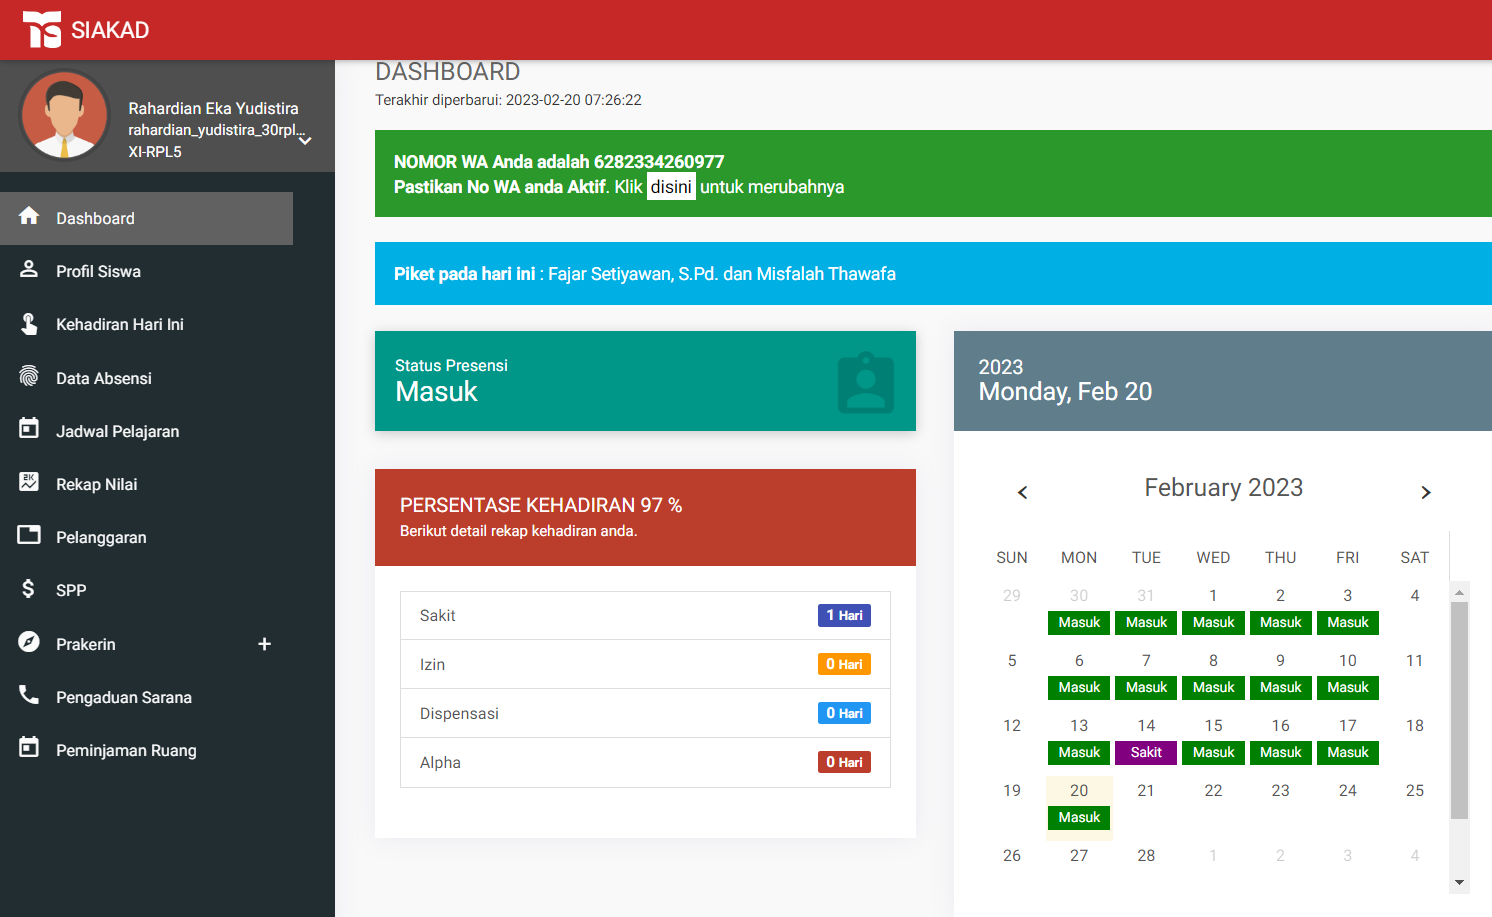 SIAKAD
Rahardian Eka Yudistira
rahardian_yudistira_30rpl...
XI-RPL5
Dashboard
Profil Siswa
Kehadiran Hari Ini
Data Absensi
Jadwal Pelajaran
Rekap Nilai
Pelanggaran
SPP
Prakerin +
Pengaduan Sarana
Peminjaman Ruang
DASHBOARD
Terakhir diperbarui: 2023-02-20 07:26:22
NOMOR WA Anda adalah 6282334260977
Pastikan No WA anda Aktif. Klik disini untuk merubahnya
Piket pada hari ini : Fajar Setiyawan, S.Pd. dan Misfalah Thawafa
Status Presensi
Masuk
PERSENTASE KEHADIRAN 97 %
Berikut detail rekap kehadiran anda.
Sakit 1 Hari
Izin 0 Hari
Dispensasi 0 Hari
Alpha 0 Hari
2023
Monday, Feb 20
February 2023
SUN MON TUE WED THU FRI SAT
29 30 31 1 2 3 4
Masuk Masuk Masuk Masuk Masuk
5 6 7 8 9 10 11
Masuk Masuk Masuk Masuk Masuk
12 13 14 15 16 17 18
Masuk Sakit Masuk Masuk Masuk
19 20 21 22 23 24 25
Masuk
26 27 28 1 2 3 4